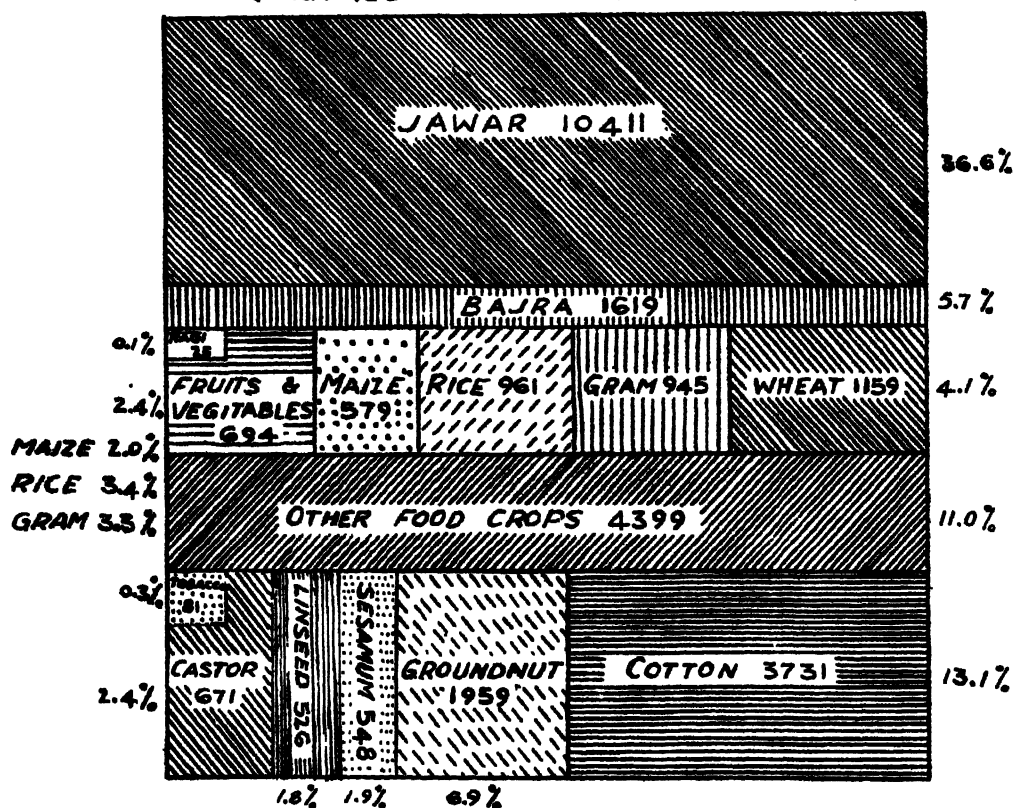 JAWAR 10411
36.6%
BAJRA 1619
5.7%
0.1%
25
FRUITS &
VEGITABLES
694
MAIZE
579
RICE 961
GRAM 945
WHEAT 1159
4.1%
2.4%
MAIZE 2.0%
RICE 3.4%
GRAM 3.3%
OTHER FOOD CROPS 4399
11.0%
0.3%
81
CASTOR
671
LINSEED 526
SESAMUM 548
GROUNDNUT
1959
COTTON 3731
13.1%
2.4%
1.8% 1.9% 6.9%